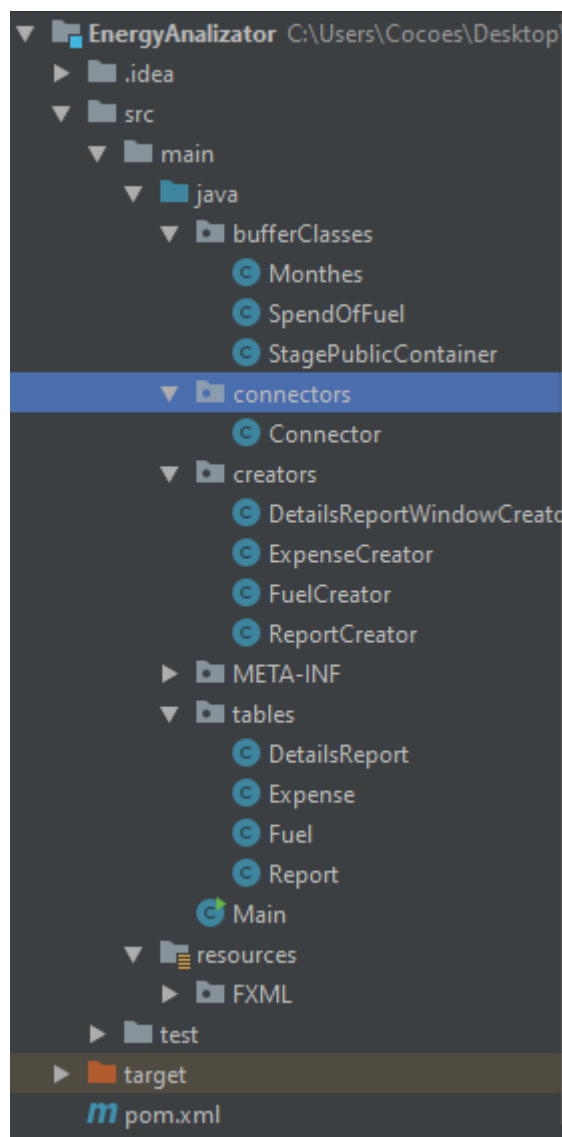 EnergyAnalizator C:\Users\Cocoes\Desktop\
.idea
src
main
java
bufferClasses
Monthes
SpendOfFuel
StagePublicContainer
connectors
Connector
creators
DetailsReportWindowCreato
ExpenseCreator
FuelCreator
ReportCreator
META-INF
tables
DetailsReport
Expense
Fuel
Report
Main
resources
FXML
test
target
pom.xml